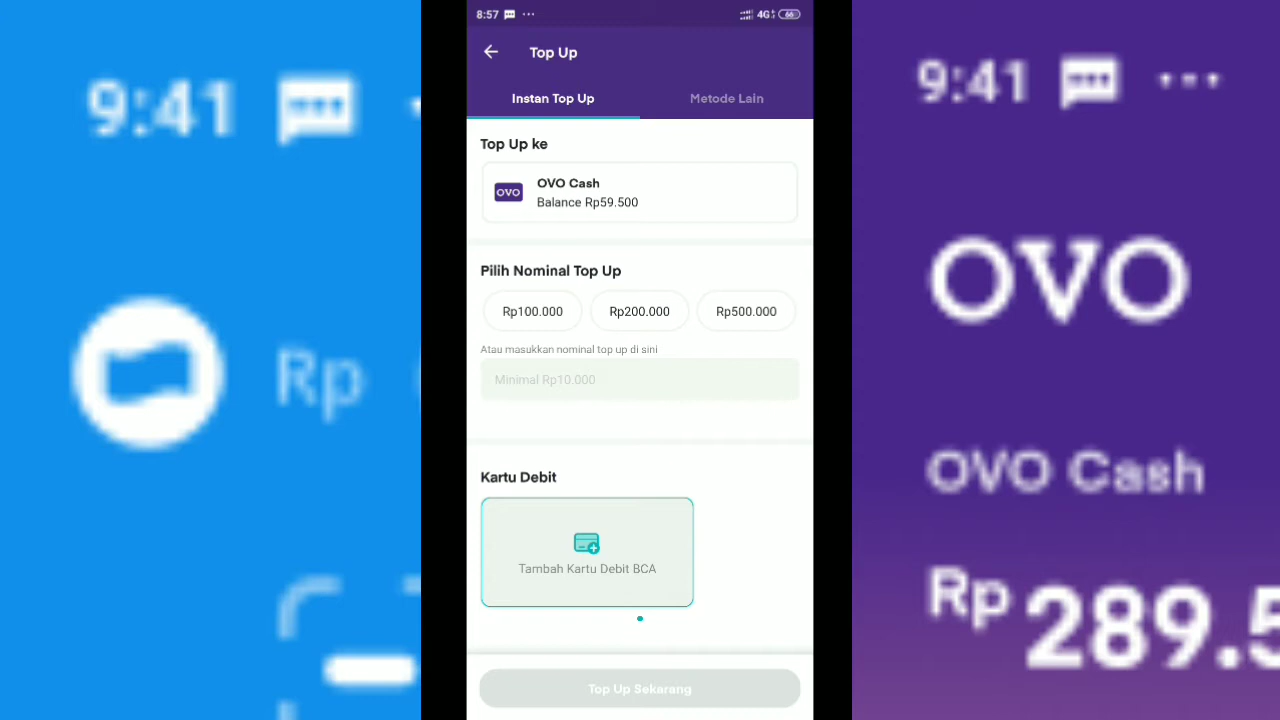 9:41
Rp
8:57
4G
66
Top Up
Instan Top Up
Metode Lain
Top Up ke
OVO
OVO Cash
Balance Rp59.500
Pilih Nominal Top Up
Rp100.000
Rp200.000
Rp500.000
Atau masukkan nominal top up di sini
Minimal Rp10.000
Kartu Debit
Tambah Kartu Debit BCA
Top Up Sekarang
9:41
OVO
OVO Cash
Rp 289.5